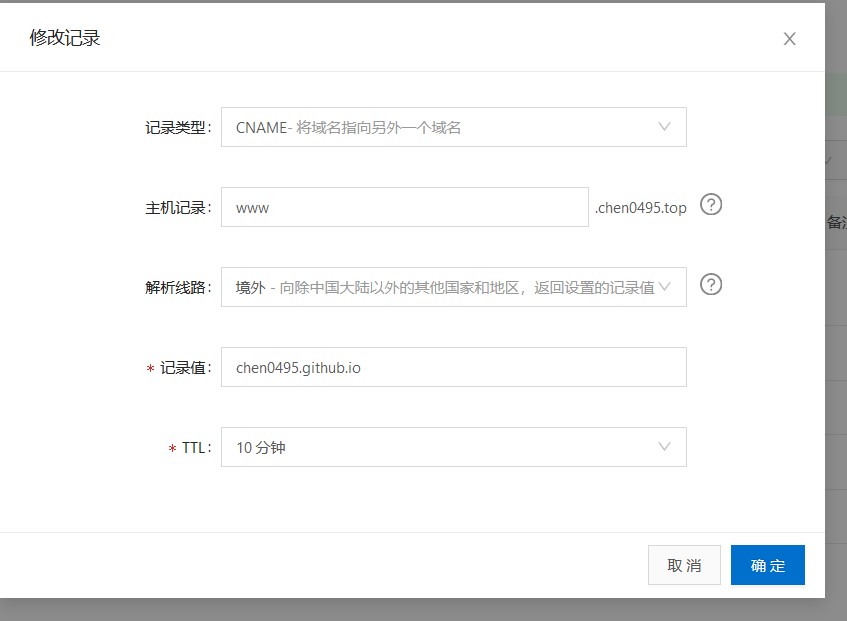 修改记录
记录类型:
CNAME- 将域名指向另外一个域名
主机记录:
www
.chen0495.top
?
解析线路:
境外 - 向除中国大陆以外的其他国家和地区，返回设置的记录值
?
* 记录值:
chen0495.github.io
* TTL:
10 分钟
取 消
确 定